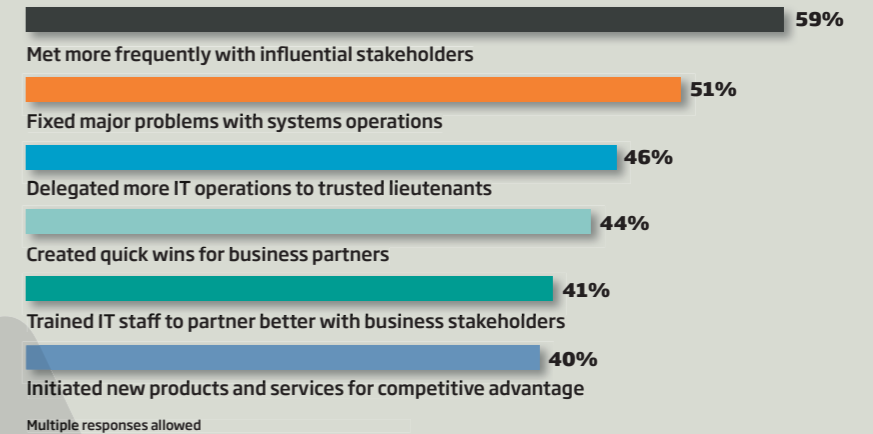 59%
Met more frequently with influential stakeholders
51%
Fixed major problems with systems operations
46%
Delegated more IT operations to trusted lieutenants
44%
Created quick wins for business partners
41%
Trained IT staff to partner better with business stakeholders
40%
Initiated new products and services for competitive advantage
Multiple responses allowed